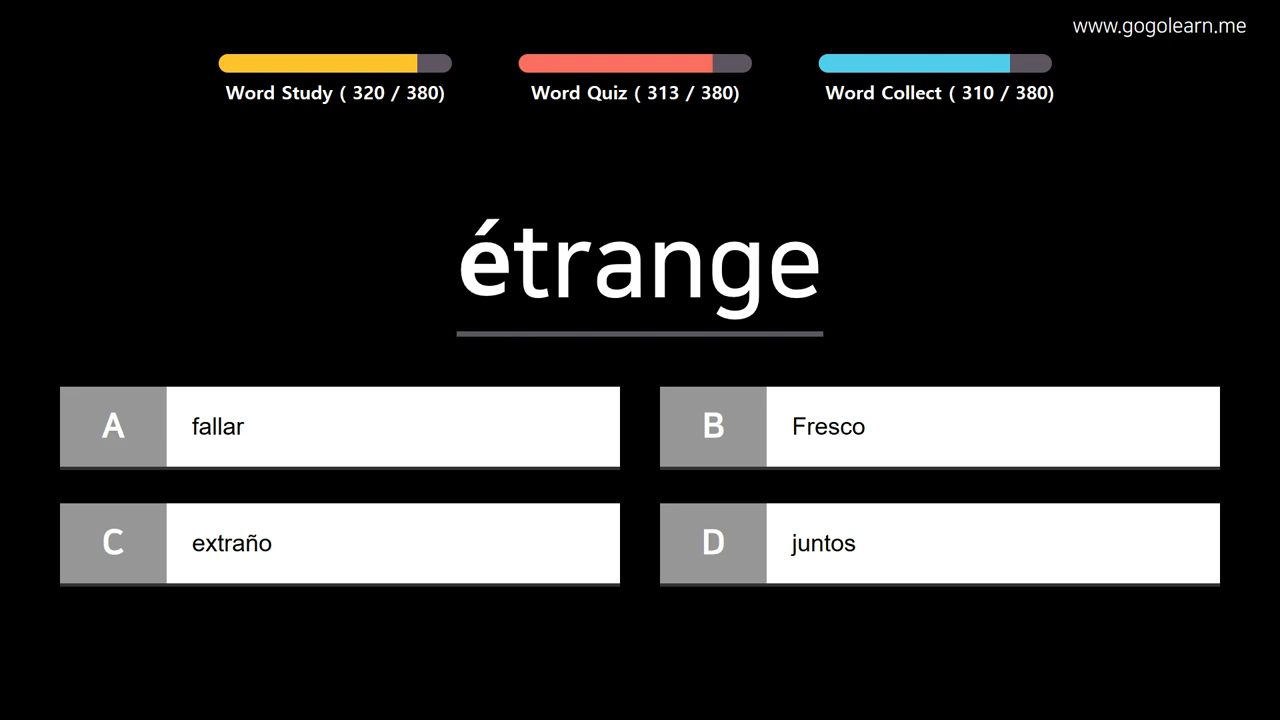 www.gogolearn.me
Word Study ( 320 / 380)
Word Quiz ( 313 / 380)
Word Collect ( 310 / 380)
étrange
A fallar
B Fresco
C extraño
D juntos